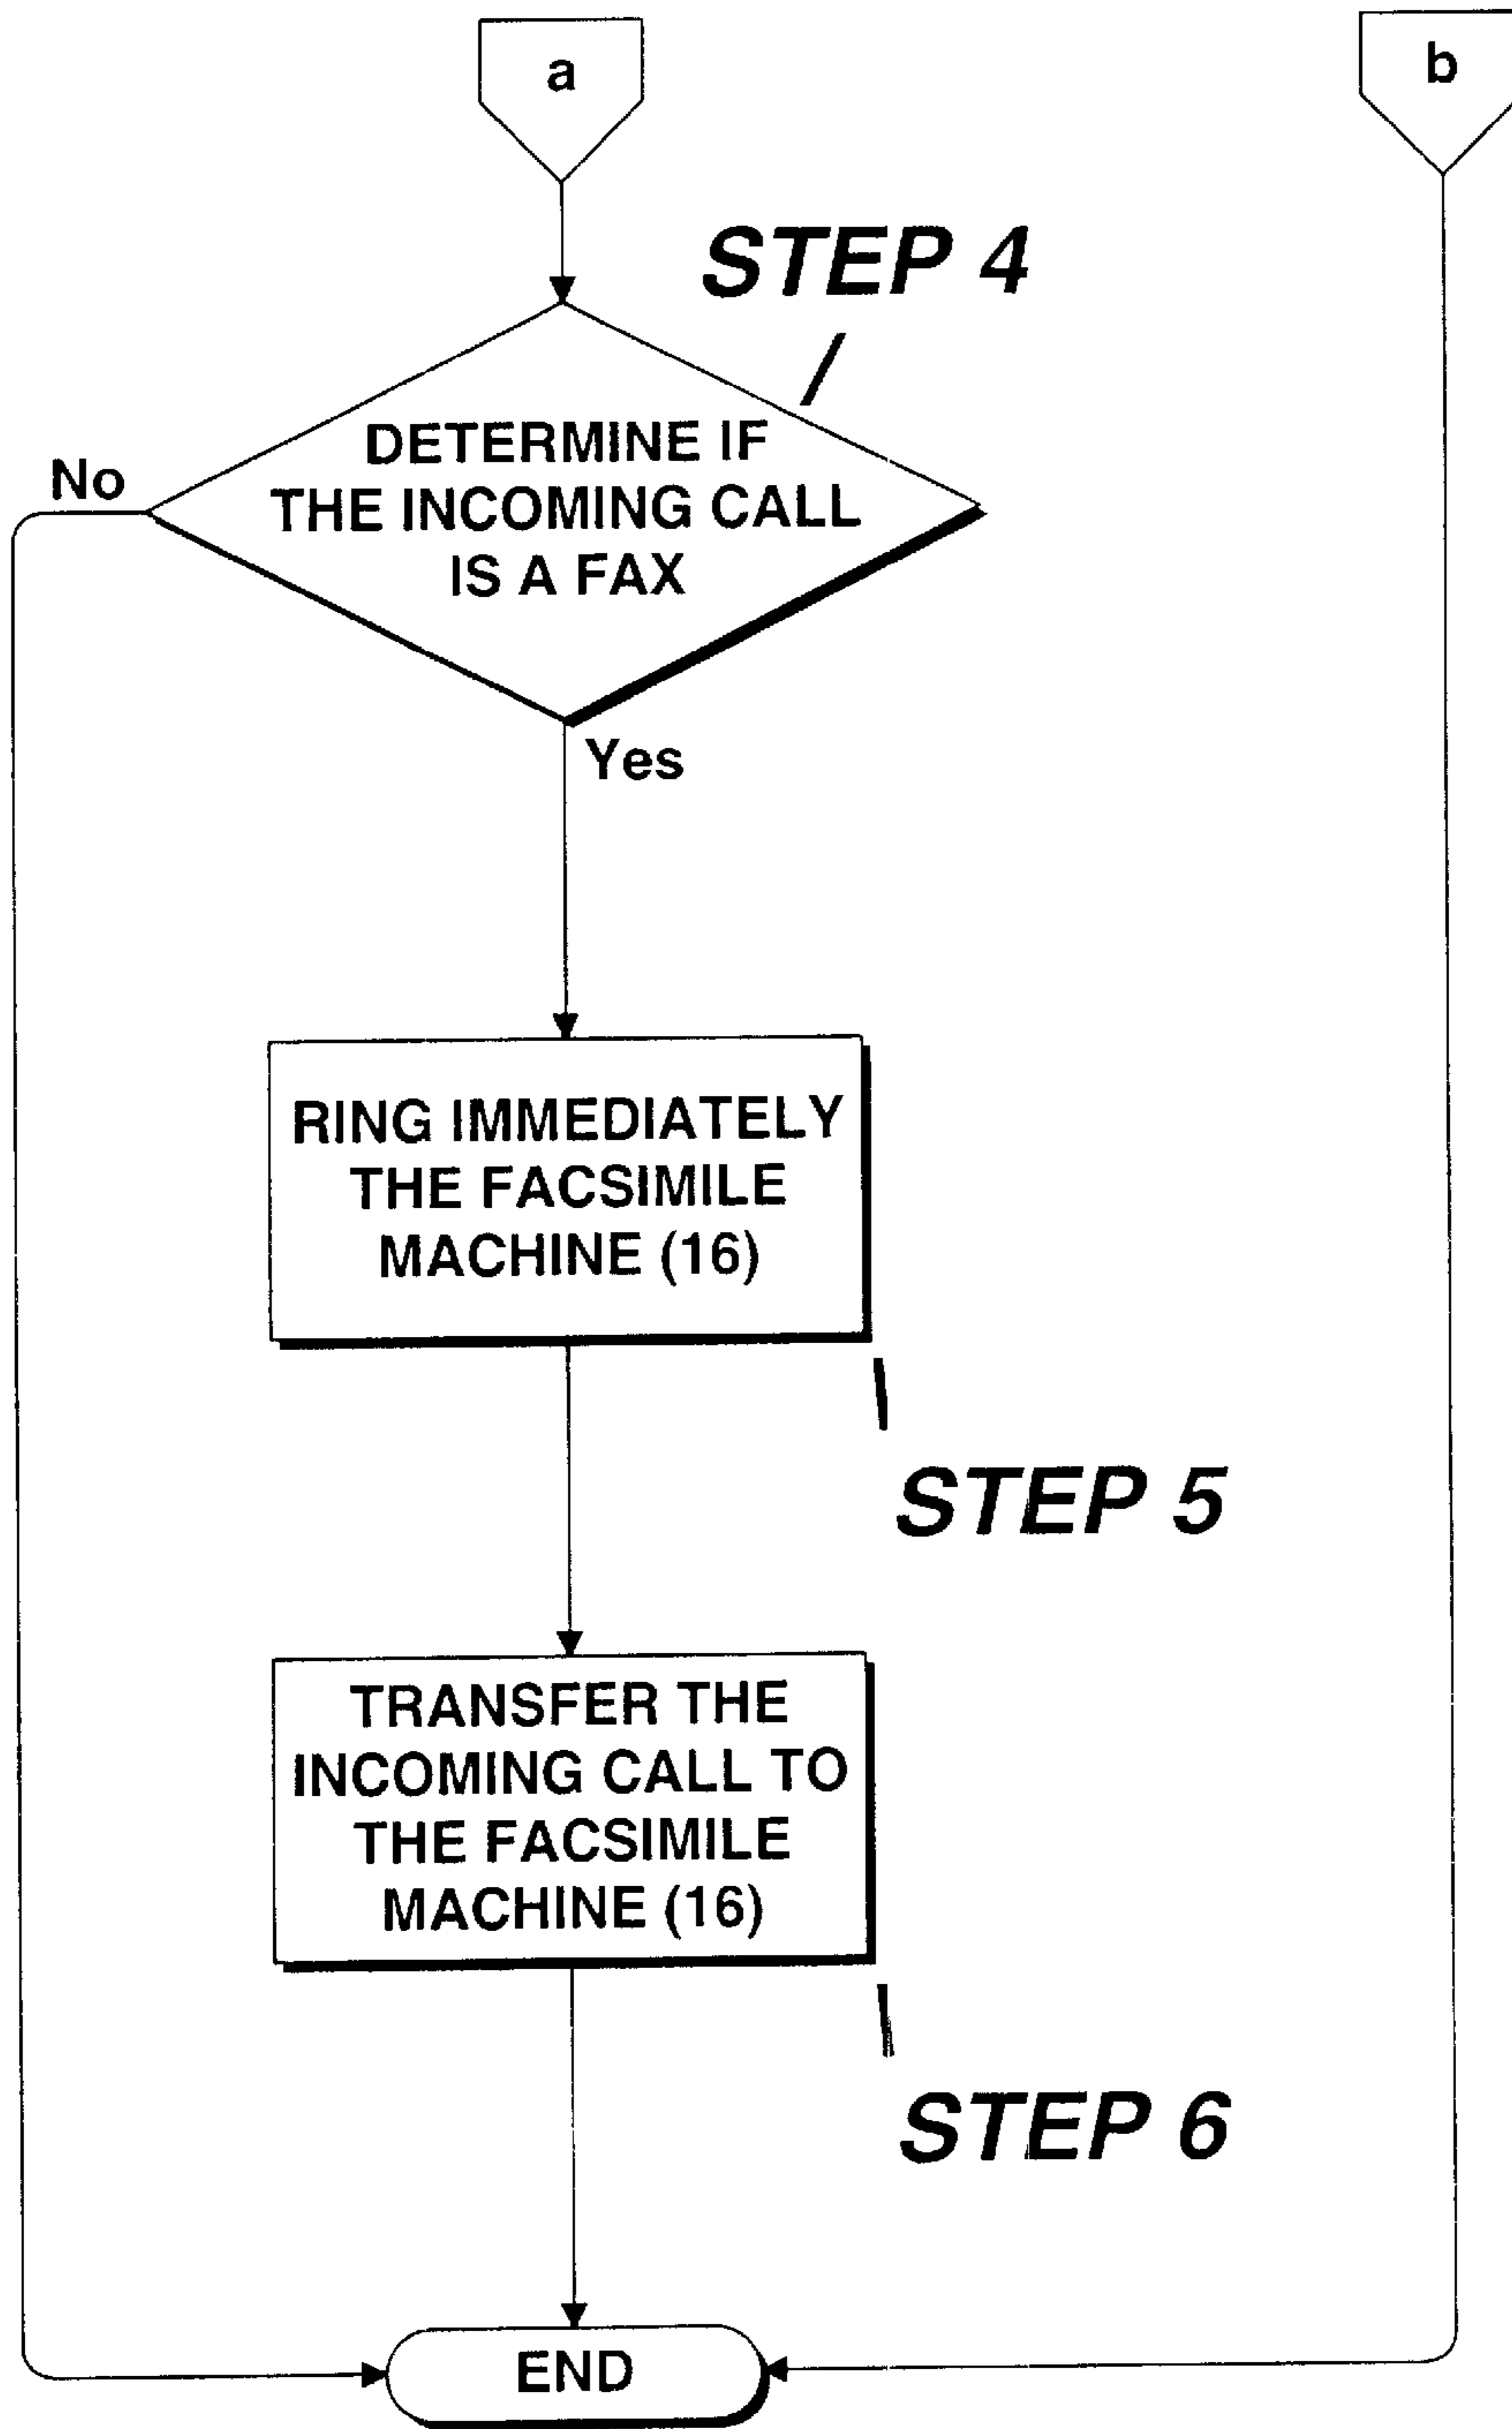 a
b
STEP 4
DETERMINE IF
THE INCOMING CALL
IS A FAX
No
Yes
RING IMMEDIATELY
THE FACSIMILE
MACHINE (16)
STEP 5
TRANSFER THE
INCOMING CALL TO
THE FACSIMILE
MACHINE (16)
STEP 6
END